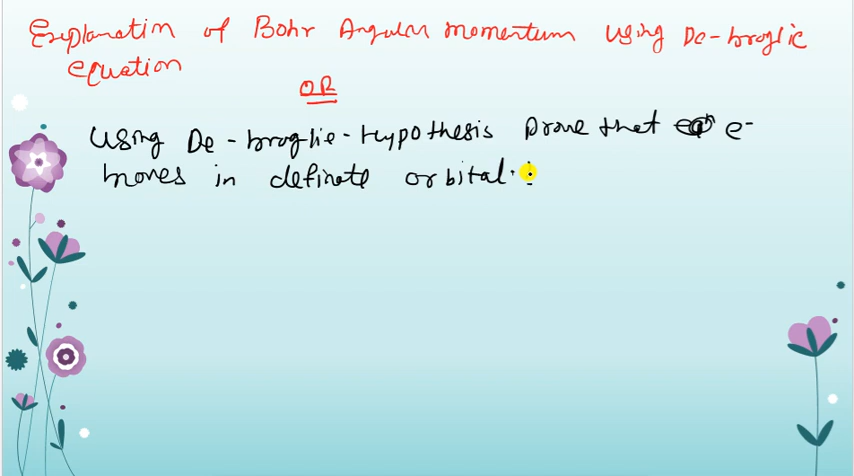 Explanation of Bohr Angular momentum using De-broglie
equation
OR
Using De-broglie-Hypothesis prove that e-
moves in definate orbital.